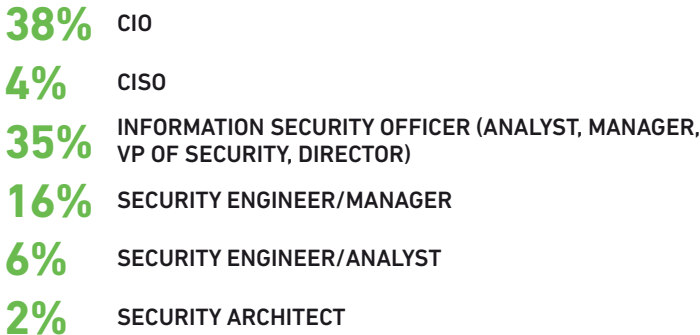 38% CIO
4% CISO
35% INFORMATION SECURITY OFFICER (ANALYST, MANAGER,
VP OF SECURITY, DIRECTOR)
16% SECURITY ENGINEER/MANAGER
6% SECURITY ENGINEER/ANALYST
2% SECURITY ARCHITECT